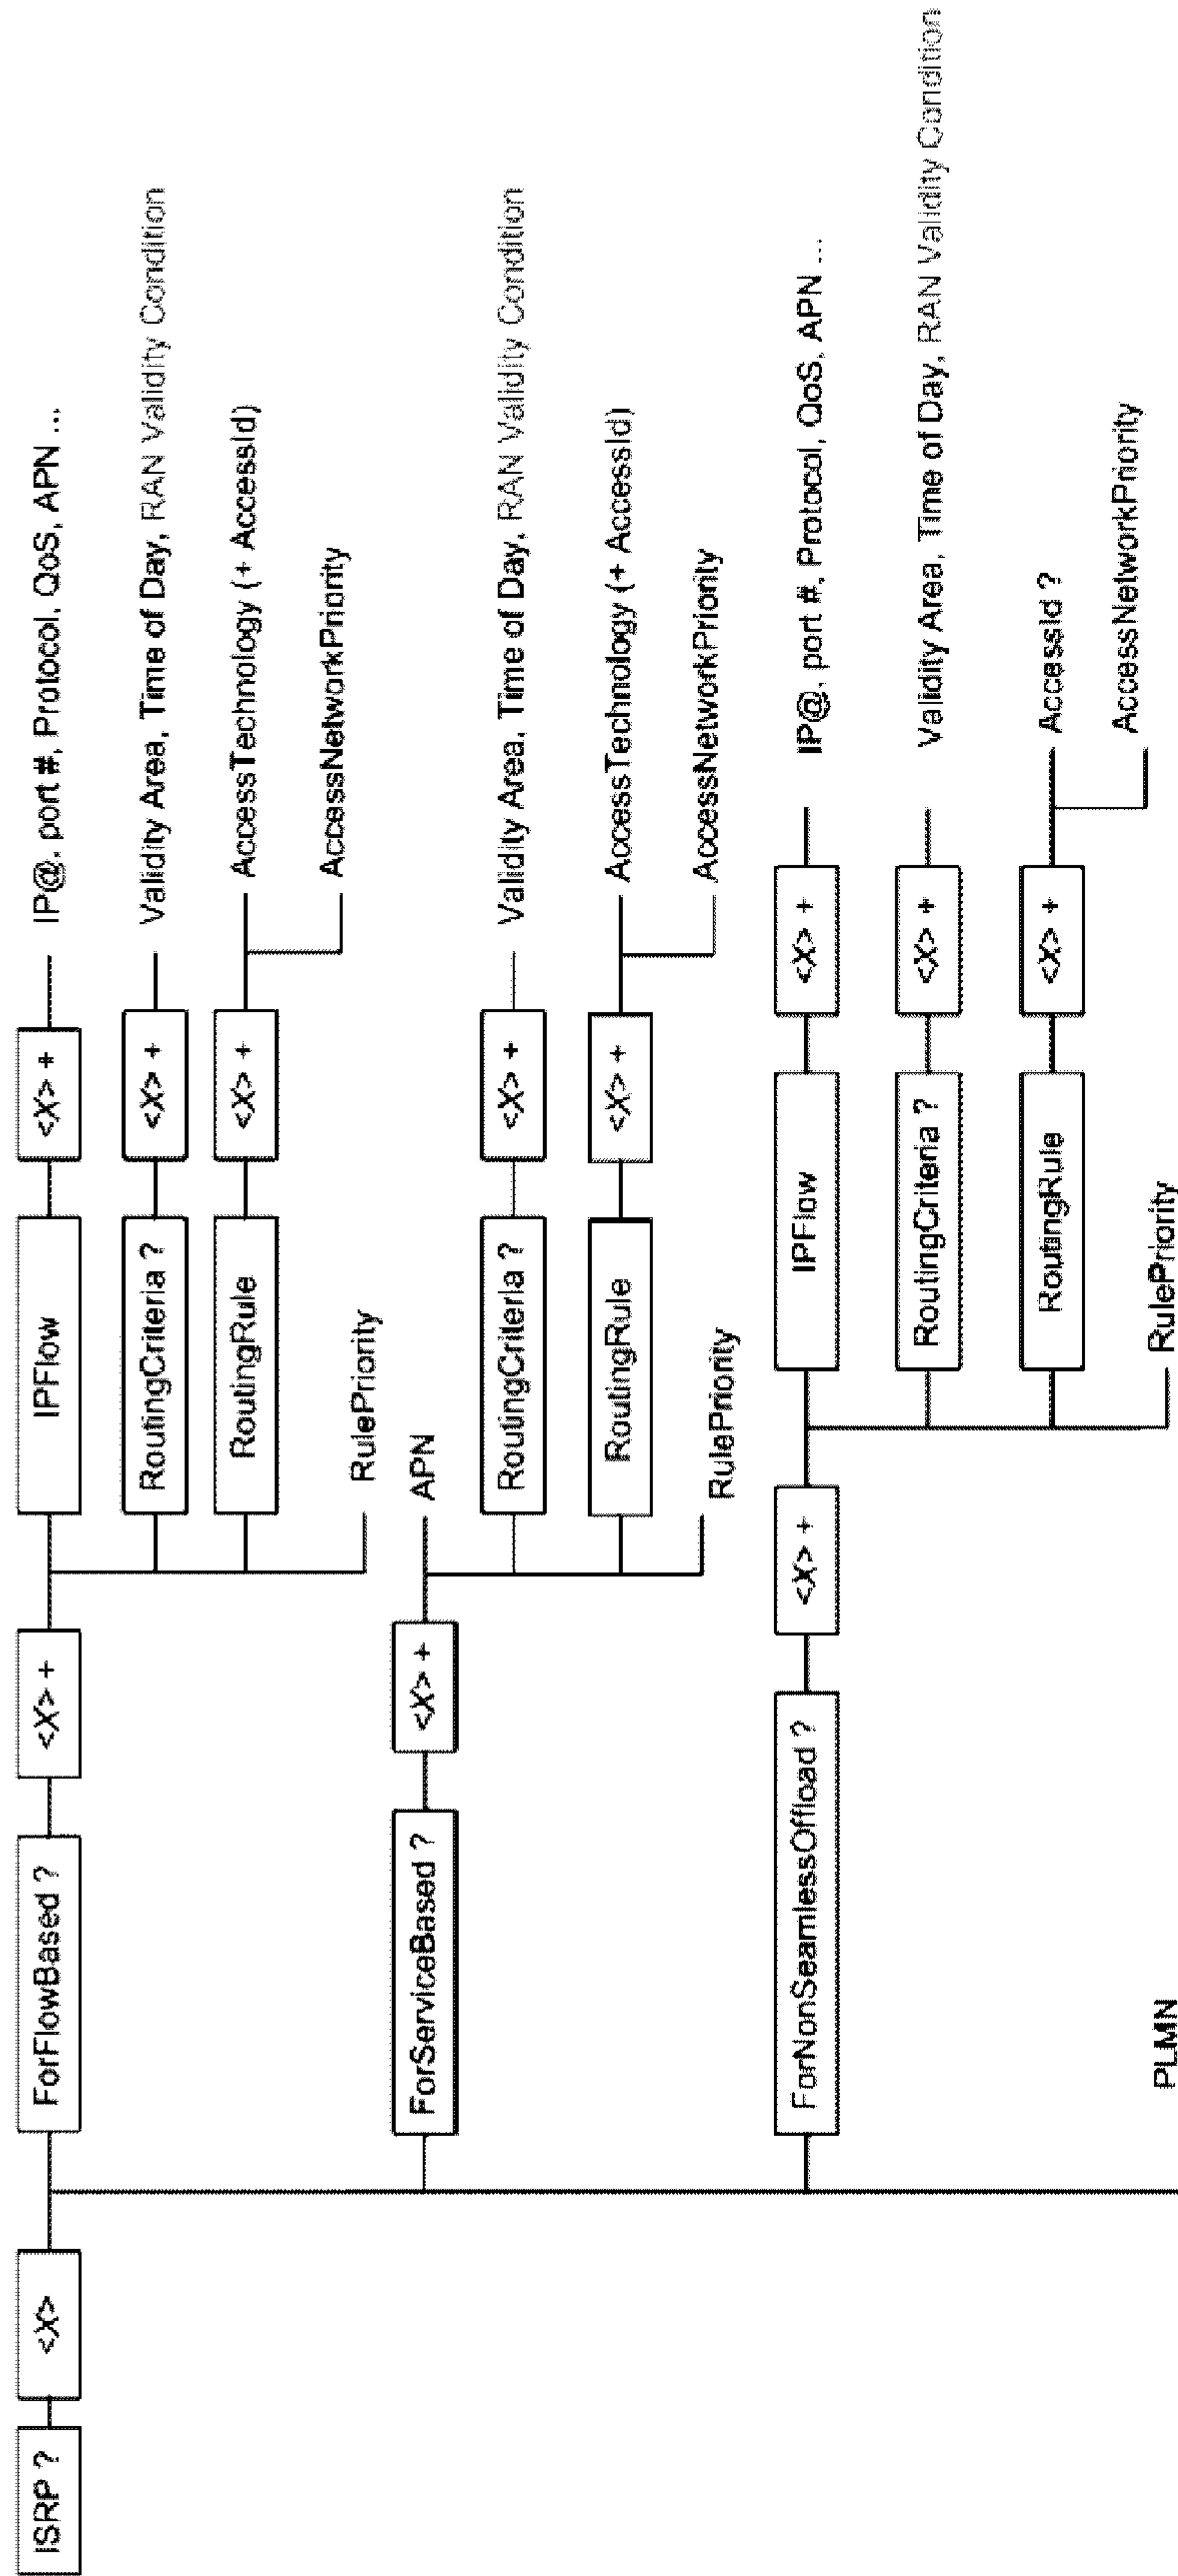 ISRP ?
<X>
ForFlowBased ?
<X> +
IPFlow
<X> +
IP@, port #, Protocol, QoS, APN ...
RoutingCriteria ?
<X> +
Validity Area, Time of Day, RAN Validity Condition
RoutingRule
<X> +
AccessTechnology (+ AccessId)
AccessNetworkPriority
RulePriority
ForServiceBased ?
<X> +
APN
RoutingCriteria ?
<X> +
Validity Area, Time of Day, RAN Validity Condition
RoutingRule
<X> +
AccessTechnology (+ AccessId)
AccessNetworkPriority
RulePriority
ForNonSeamlessOffload ?
<X> +
IPFlow
<X> +
IP@, port #, Protocol, QoS, APN ...
RoutingCriteria ?
<X> +
Validity Area, Time of Day, RAN Validity Condition
RoutingRule
<X> +
AccessId ?
AccessNetworkPriority
RulePriority
PLMN